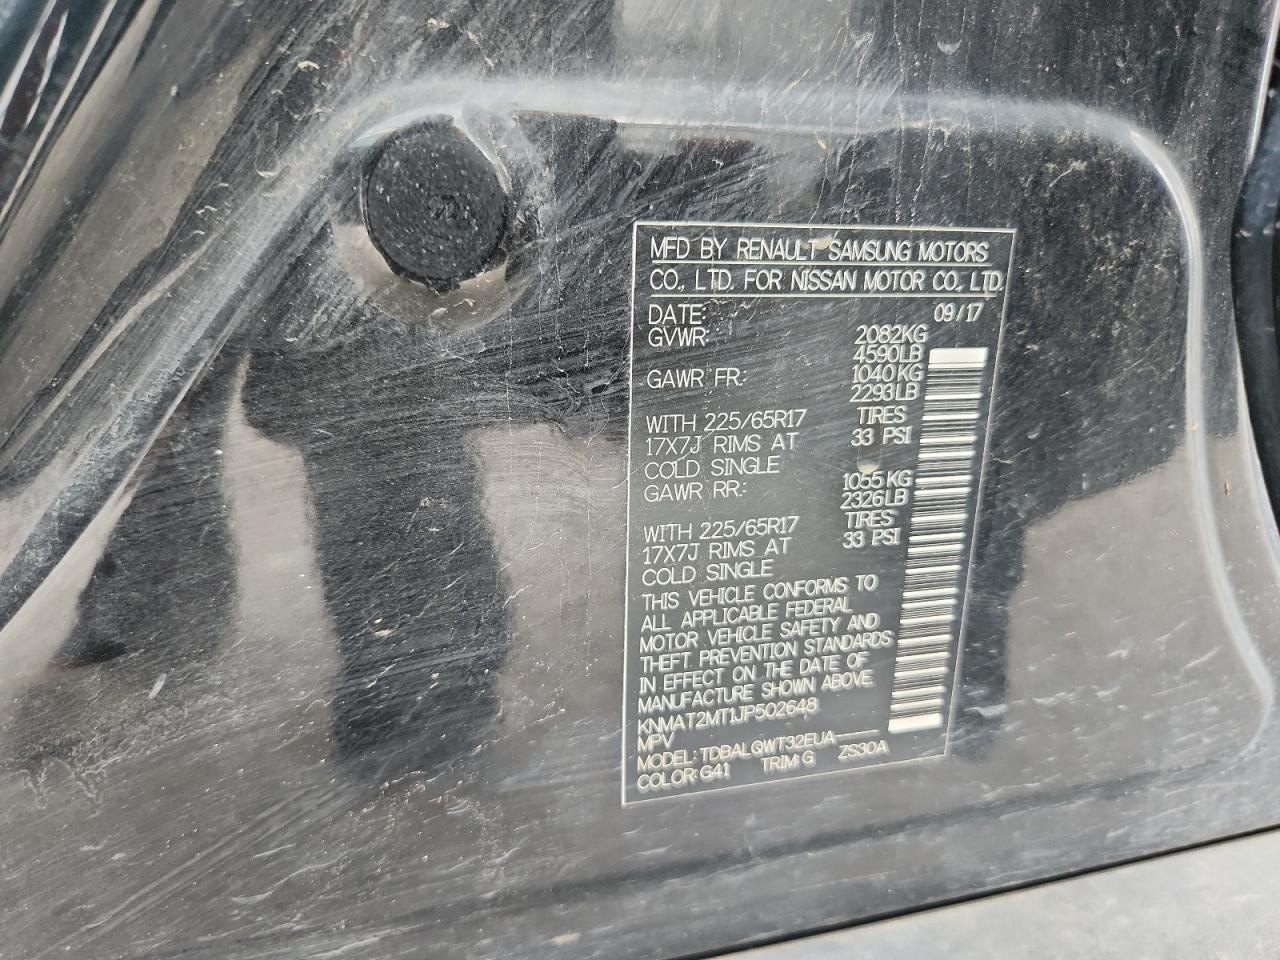 MFD BY RENAULT SAMSUNG MOTORS
CO., LTD. FOR NISSAN MOTOR CO., LTD.
DATE: 09/17
GVWR: 2082KG
4590LB
GAWR FR: 1040KG
2293LB
WITH 225/65R17 TIRES
17X7J RIMS AT 33 PSI
COLD SINGLE
GAWR RR: 1055KG
2326LB
WITH 225/65R17 TIRES
17X7J RIMS AT 33 PSI
COLD SINGLE
THIS VEHICLE CONFORMS TO
ALL APPLICABLE FEDERAL
MOTOR VEHICLE SAFETY AND
THEFT PREVENTION STANDARDS
IN EFFECT ON THE DATE OF
MANUFACTURE SHOWN ABOVE
KNMAT2MT1JP502648
MPV
MODEL: TDBALQWT32EUA_____
COLOR: G41 TRIM: G ZS30A